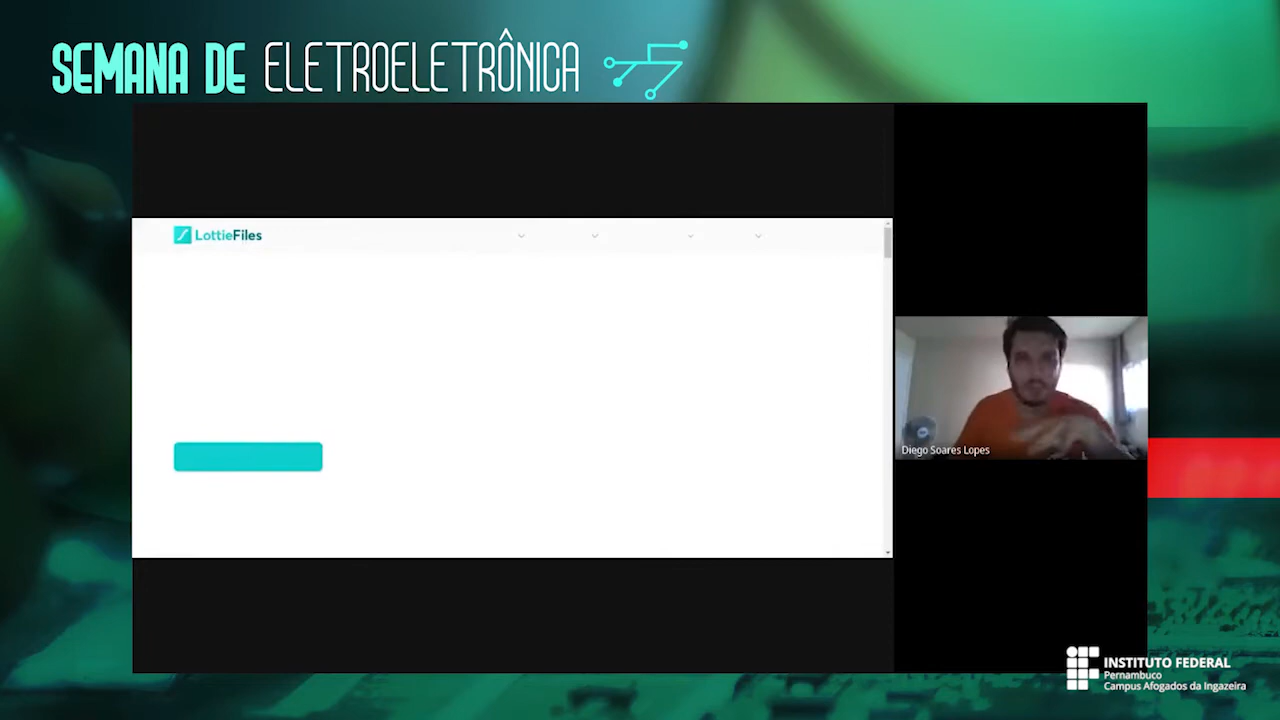 SEMANA DE ELETROELETRÔNICA
LottieFiles
Diego Soares Lopes
INSTITUTO FEDERAL
Pernambuco
Campus Afogados da Ingazeira